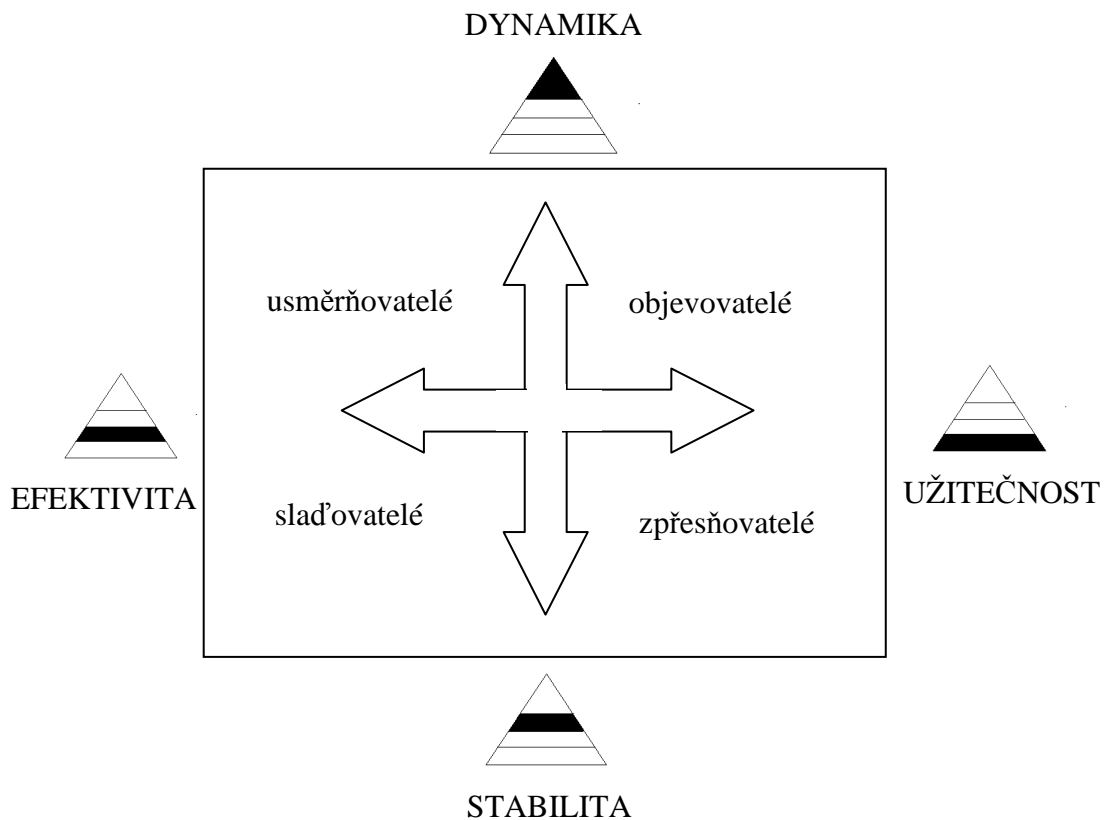 DYNAMIKA
usměrňovatelé
objevovatelé
EFEKTIVITA
UŽITEČNOST
slaďovatelé
zpřesňovatelé
STABILITA